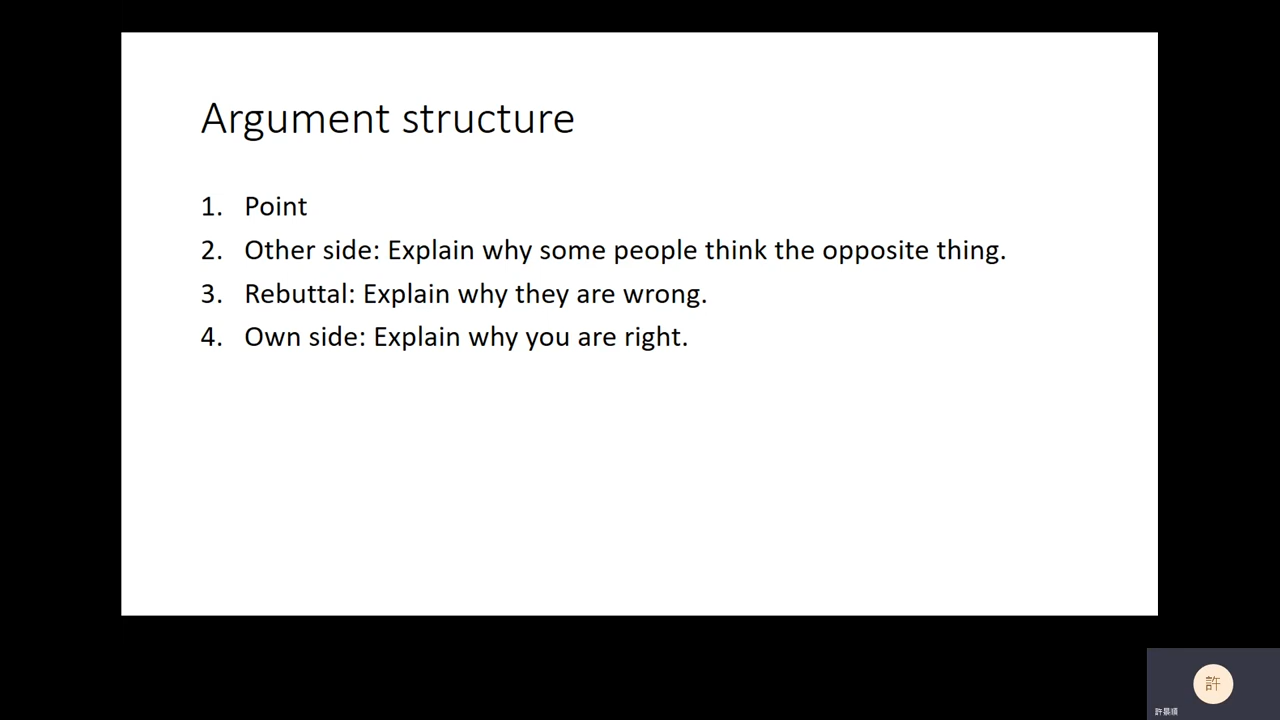 Argument structure
1. Point
2. Other side: Explain why some people think the opposite thing.
3. Rebuttal: Explain why they are wrong.
4. Own side: Explain why you are right.
許